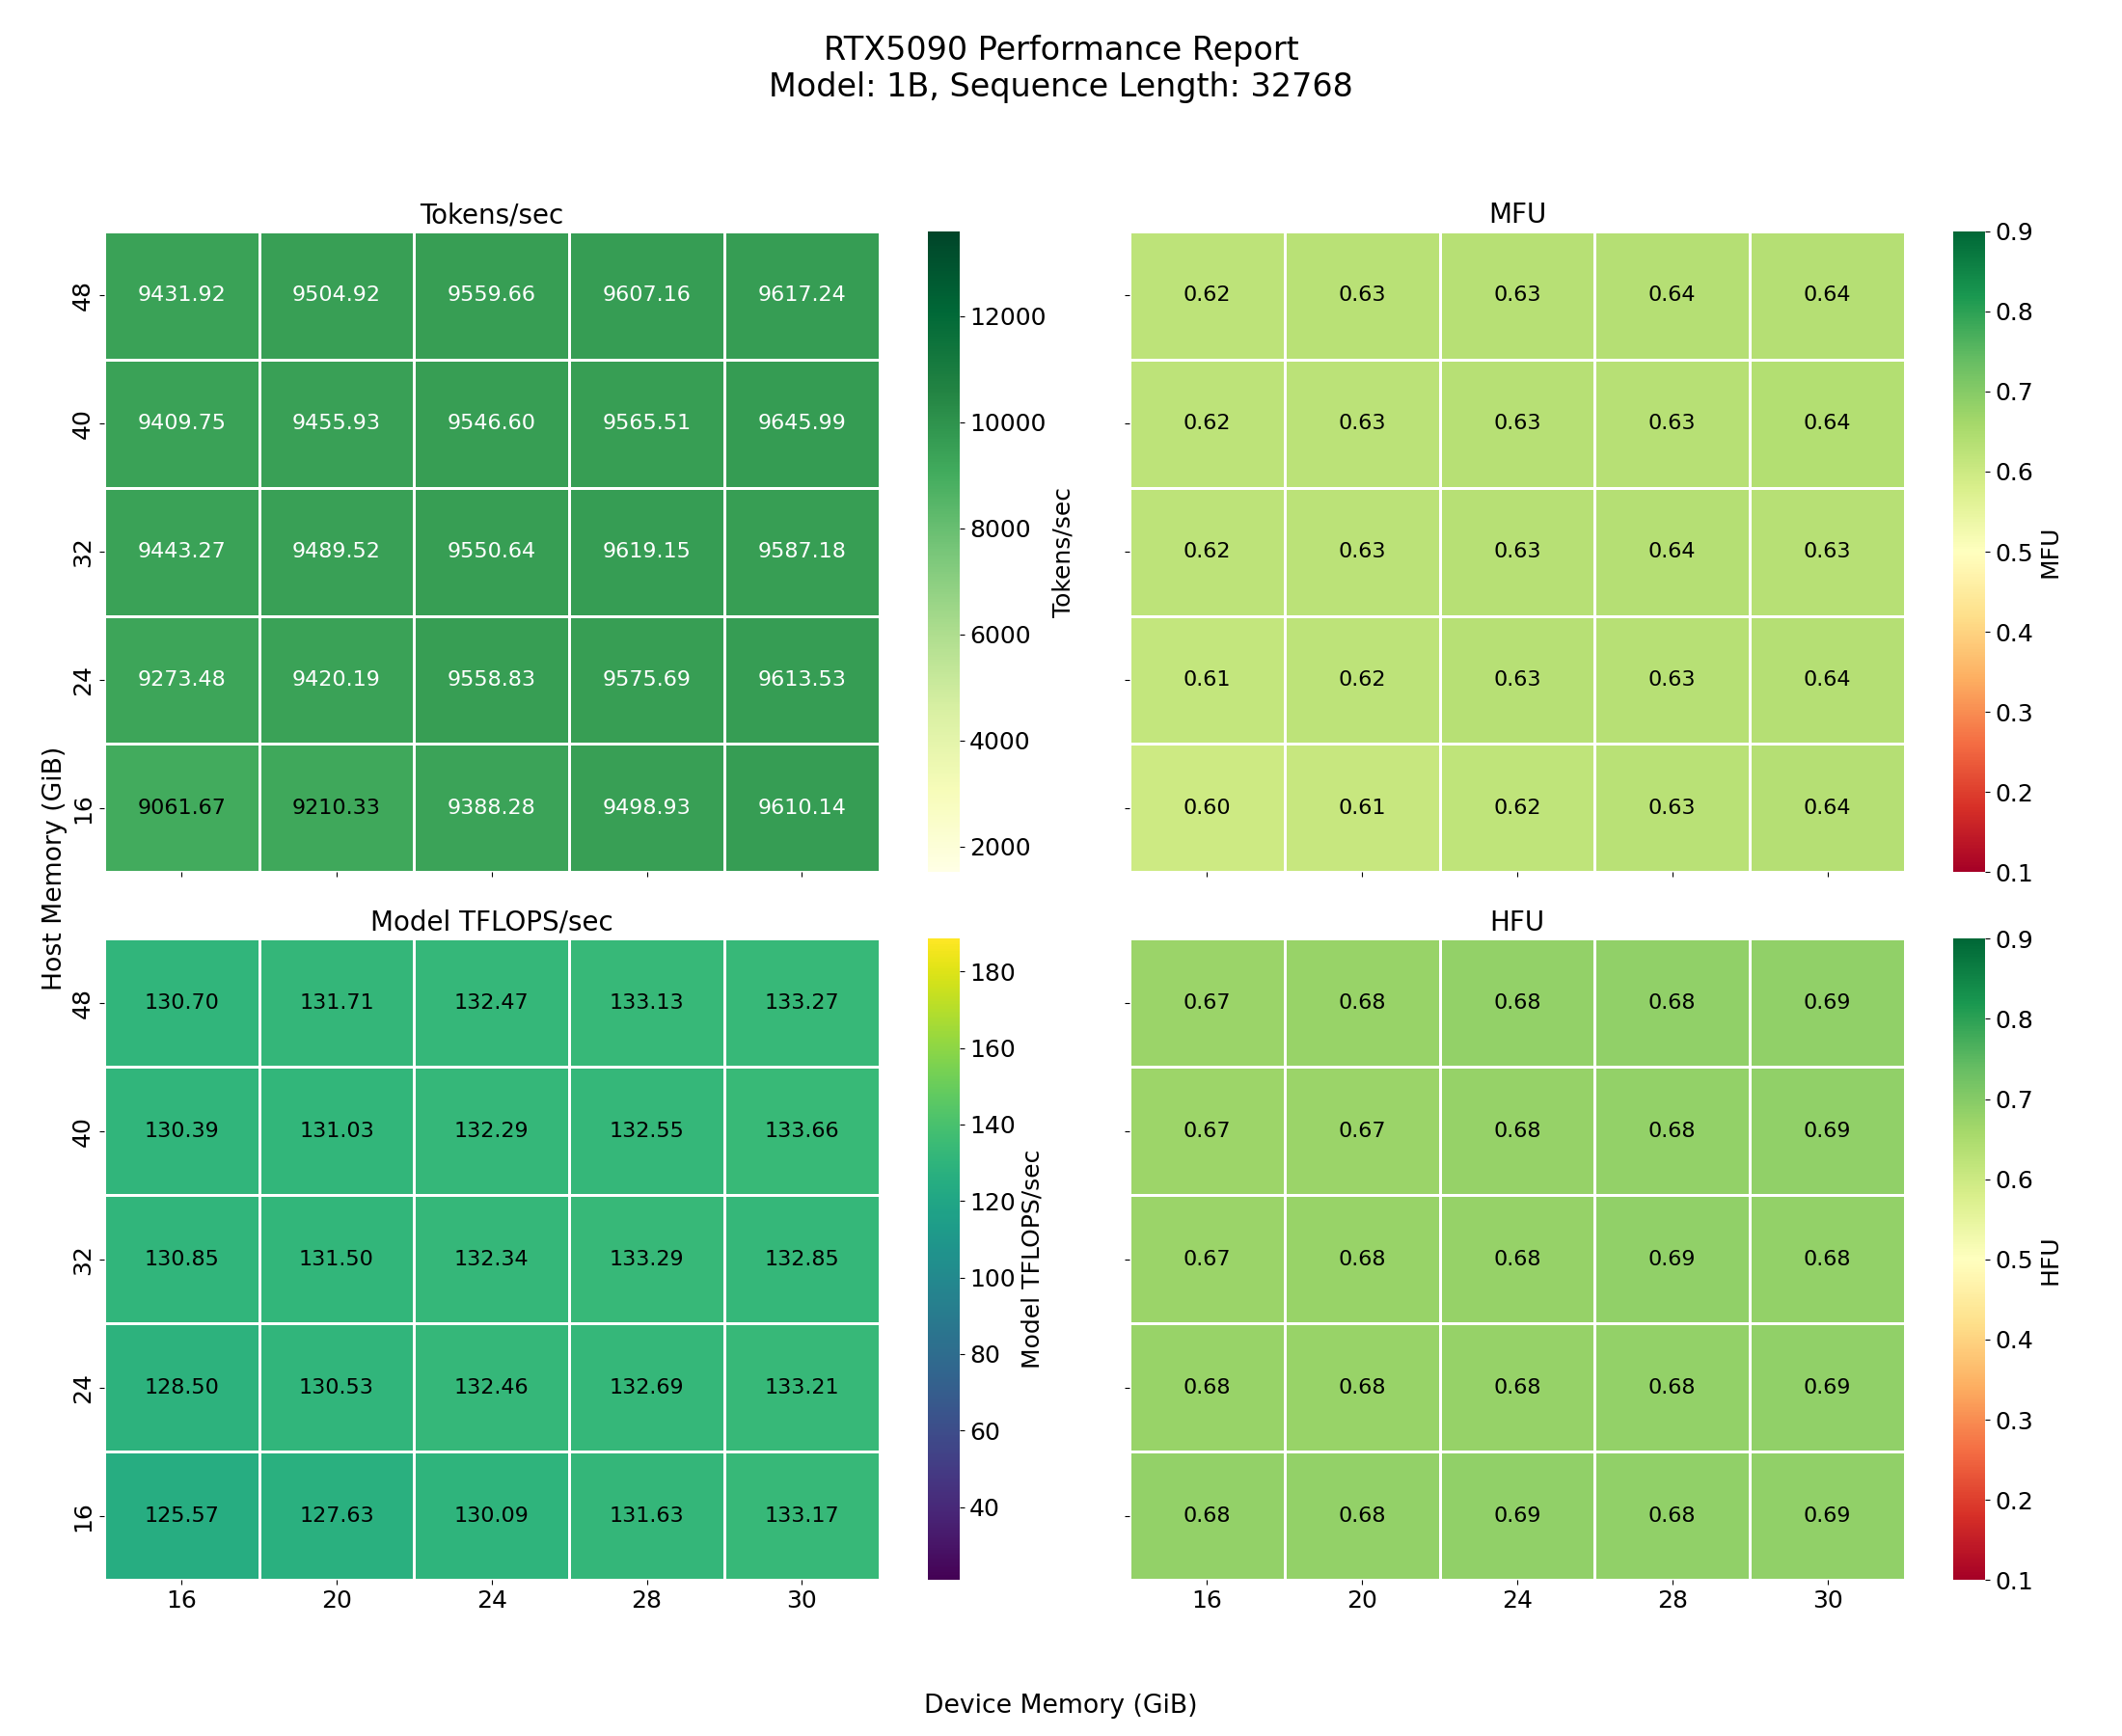 RTX5090 Performance Report
Model: 1B, Sequence Length: 32768
Tokens/sec
48 9431.92 9504.92 9559.66 9607.16 9617.24
40 9409.75 9455.93 9546.60 9565.51 9645.99
32 9443.27 9489.52 9550.64 9619.15 9587.18
24 9273.48 9420.19 9558.83 9575.69 9613.53
16 9061.67 9210.33 9388.28 9498.93 9610.14
12000
10000
8000
6000
4000
2000
Tokens/sec
MFU
0.62 0.63 0.63 0.64 0.64
0.62 0.63 0.63 0.63 0.64
0.62 0.63 0.63 0.64 0.63
0.61 0.62 0.63 0.63 0.64
0.60 0.61 0.62 0.63 0.64
0.9
0.8
0.7
0.6
0.5
0.4
0.3
0.2
0.1
MFU
Host Memory (GiB)
Model TFLOPS/sec
48 130.70 131.71 132.47 133.13 133.27
40 130.39 131.03 132.29 132.55 133.66
32 130.85 131.50 132.34 133.29 132.85
24 128.50 130.53 132.46 132.69 133.21
16 125.57 127.63 130.09 131.63 133.17
16 20 24 28 30
180
160
140
120
100
80
60
40
Model TFLOPS/sec
HFU
0.67 0.68 0.68 0.68 0.69
0.67 0.67 0.68 0.68 0.69
0.67 0.68 0.68 0.69 0.68
0.68 0.68 0.68 0.68 0.69
0.68 0.68 0.69 0.68 0.69
16 20 24 28 30
0.9
0.8
0.7
0.6
0.5
0.4
0.3
0.2
0.1
HFU
Device Memory (GiB)